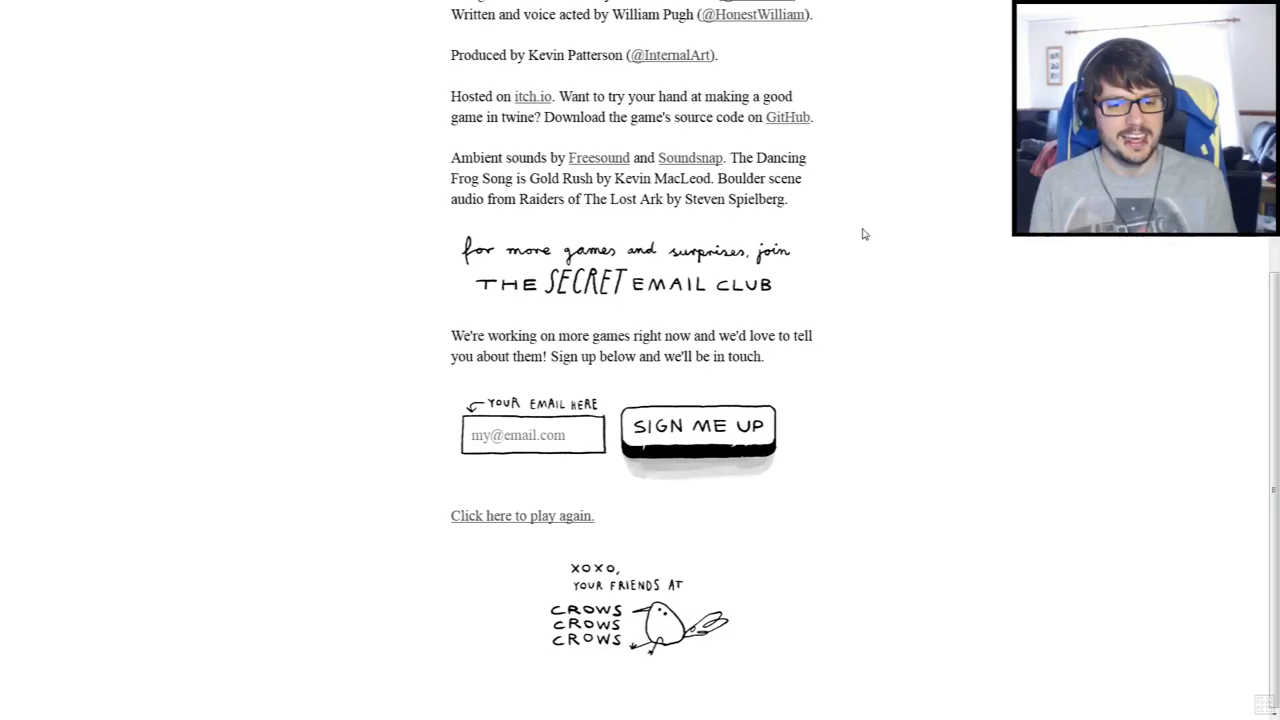 Written and voice acted by William Pugh (@HonestWilliam).
Produced by Kevin Patterson (@InternalArt).
Hosted on itch.io. Want to try your hand at making a good
game in twine? Download the game's source code on GitHub.
Ambient sounds by Freesound and Soundsnap. The Dancing
Frog Song is Gold Rush by Kevin MacLeod. Boulder scene
audio from Raiders of The Lost Ark by Steven Spielberg.
for more games and surprises, join
THE SECRET EMAIL CLUB
We're working on more games right now and we'd love to tell
you about them! Sign up below and we'll be in touch.
YOUR EMAIL HERE
my@email.com
SIGN ME UP
Click here to play again.
XOXO,
YOUR FRIENDS AT
CROWS
CROWS
CROWS